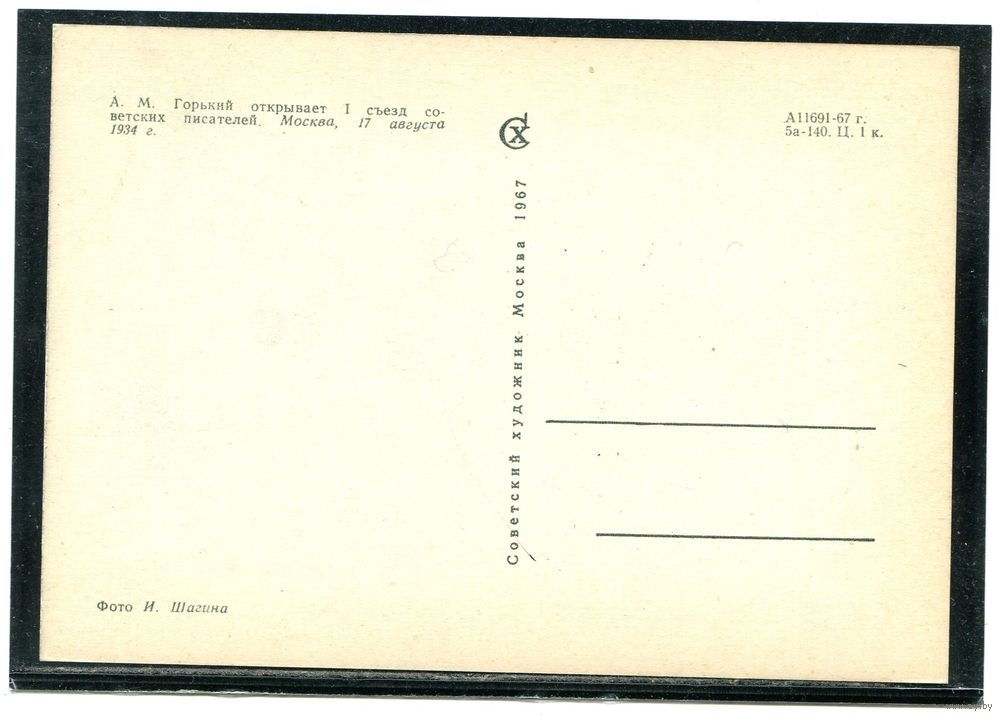 А. М. Горький открывает I съезд со-
ветских писателей. Москва, 17 августа
1934 г.
СХ
А11691-67 г.
5а-140. Ц. 1 к.
Советский художник Москва 1967
Фото И. Шагина